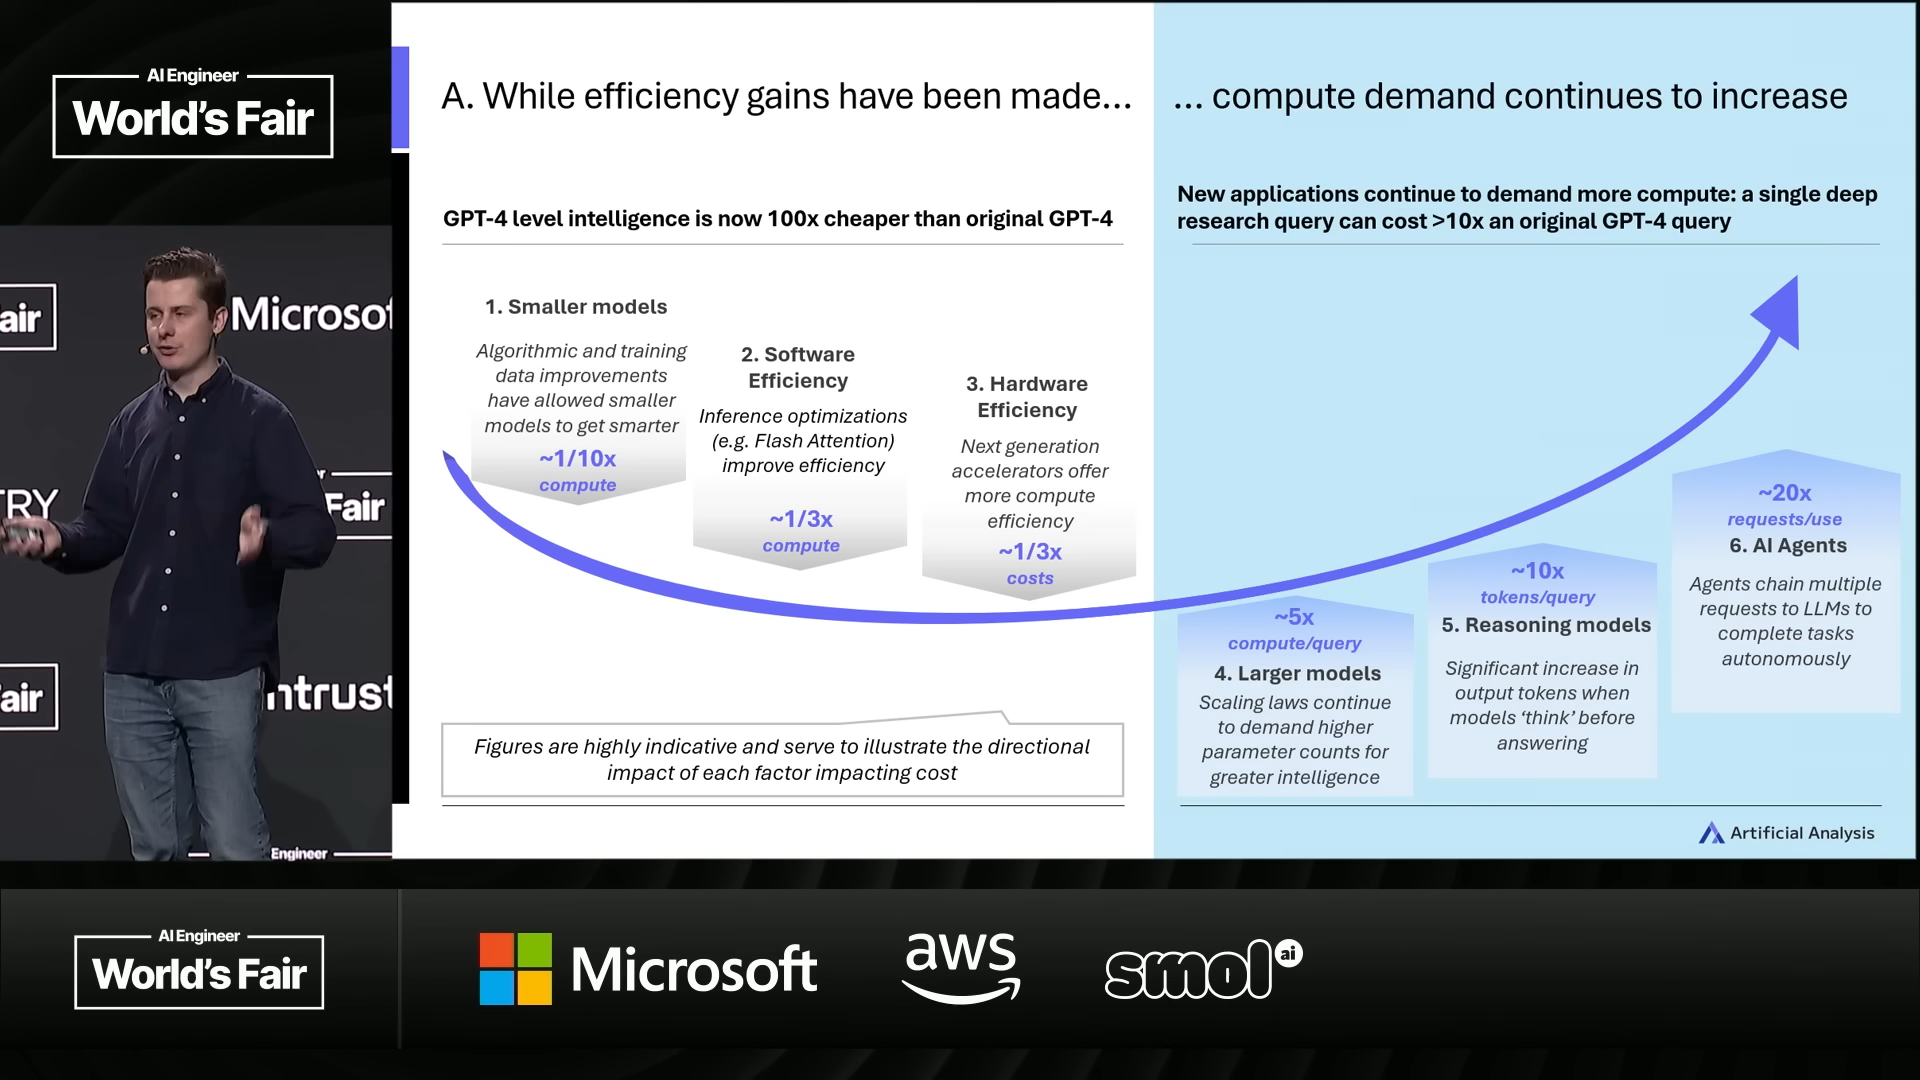 AI Engineer
World's Fair
air
Microsof
TRY
r
Fair
air
ntrust
Engineer
A. While efficiency gains have been made...
... compute demand continues to increase
GPT-4 level intelligence is now 100x cheaper than original GPT-4
New applications continue to demand more compute: a single deep
research query can cost >10x an original GPT-4 query
1. Smaller models
Algorithmic and training
data improvements
have allowed smaller
models to get smarter
~1/10x
compute
2. Software
Efficiency
Inference optimizations
(e.g. Flash Attention)
improve efficiency
~1/3x
compute
3. Hardware
Efficiency
Next generation
accelerators offer
more compute
efficiency
~1/3x
costs
~5x
compute/query
4. Larger models
Scaling laws continue
to demand higher
parameter counts for
greater intelligence
~10x
tokens/query
5. Reasoning models
Significant increase in
output tokens when
models ‘think’ before
answering
~20x
requests/use
6. AI Agents
Agents chain multiple
requests to LLMs to
complete tasks
autonomously
Figures are highly indicative and serve to illustrate the directional
impact of each factor impacting cost
Artificial Analysis
AI Engineer
World's Fair
Microsoft
aws
smol ai